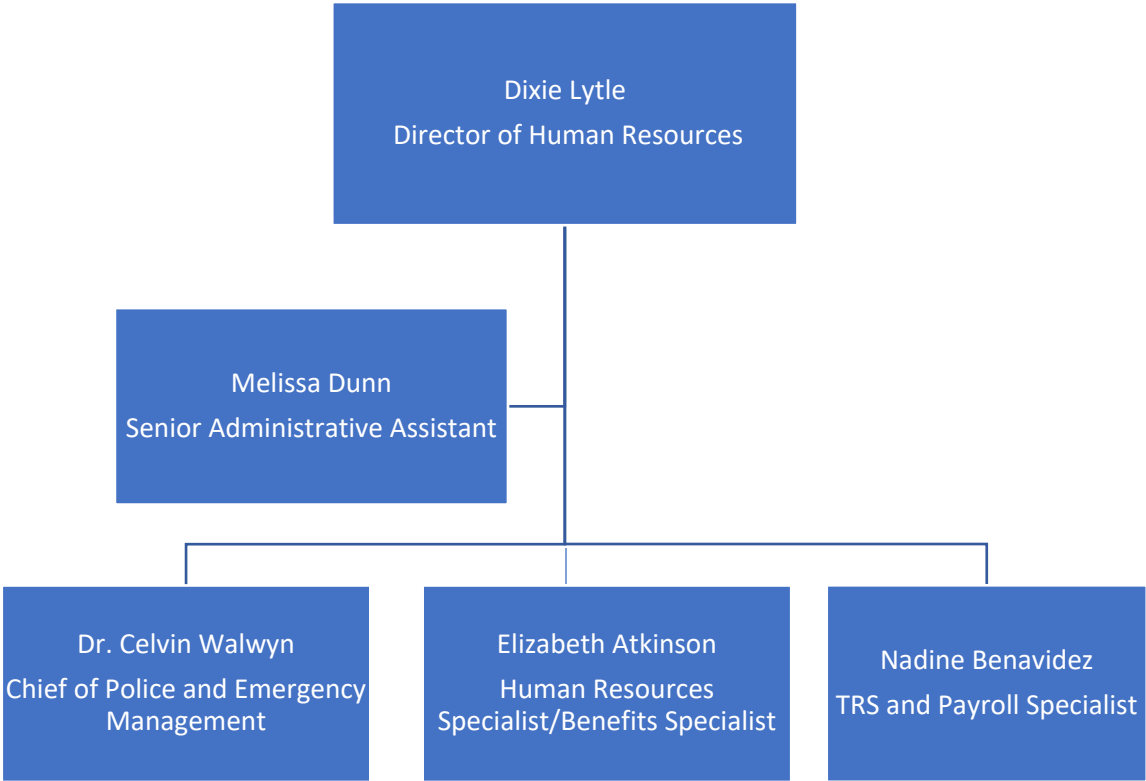 Dixie Lytle
Director of Human Resources
Melissa Dunn
Senior Administrative Assistant
Dr. Celvin Walwyn
Chief of Police and Emergency
Management
Elizabeth Atkinson
Human Resources
Specialist/Benefits Specialist
Nadine Benavidez
TRS and Payroll Specialist